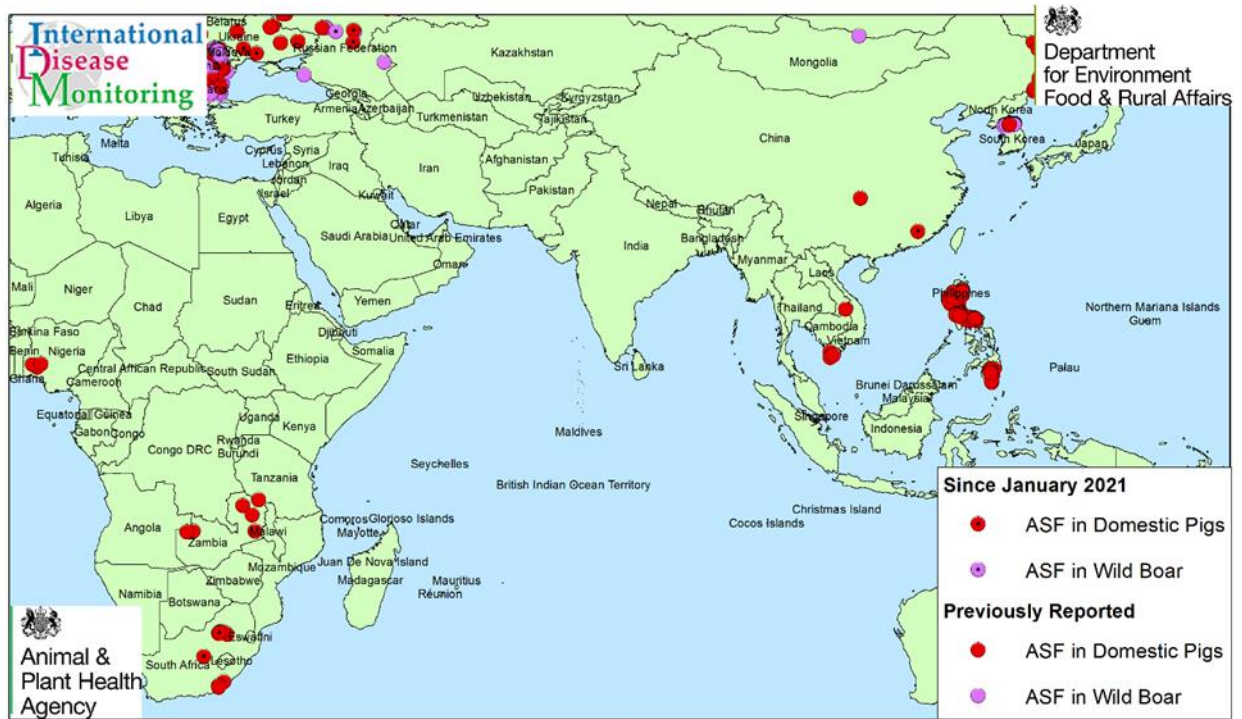 International
Disease
Monitoring
Department
for Environment
Food & Rural Affairs
Belarus
Ukraine
Russian Federation
Kazakhstan
Mongolia
Georgia
Armenia
Azerbaijan
Uzbekistan
Kyrgyzstan
Turkey
Turkmenistan
Tajikistan
North Korea
South Korea
Japan
China
Malta
Tunisia
Cyprus
Syria
Lebanon
Iraq
Iran
Afghanistan
Jordan
Israel
Kuwait
Pakistan
Nepal
Bhutan
Algeria
Libya
Egypt
Qatar
Saudi Arabia
United Arab Emirates
Bangladesh
India
Oman
Myanmar
Laos
Mali
Niger
Chad
Sudan
Eritrea
Yemen
Thailand
Philippines
Northern Mariana Islands
Guam
Burkina Faso
Djibouti
Cambodia
Vietnam
Benin
Nigeria
Ethiopia
Somalia
Ghana
Central African Republic
South Sudan
Cameroon
Sri Lanka
Palau
Brunei Darussalam
Malaysia
Equatorial Guinea
Uganda
Kenya
Singapore
Gabon
Congo
Indonesia
Maldives
Congo DRC
Rwanda
Burundi
Seychelles
Tanzania
British Indian Ocean Territory
Christmas Island
Cocos Islands
Angola
Comoros
Glorioso Islands
Mayotte
Zambia
Malawi
Juan De Nova Island
Mozambique
Zimbabwe
Madagascar
Mauritius
Réunion
Namibia
Botswana
Eswatini
South Africa
Lesotho
Animal &
Plant Health
Agency
Since January 2021
ASF in Domestic Pigs
ASF in Wild Boar
Previously Reported
ASF in Domestic Pigs
ASF in Wild Boar